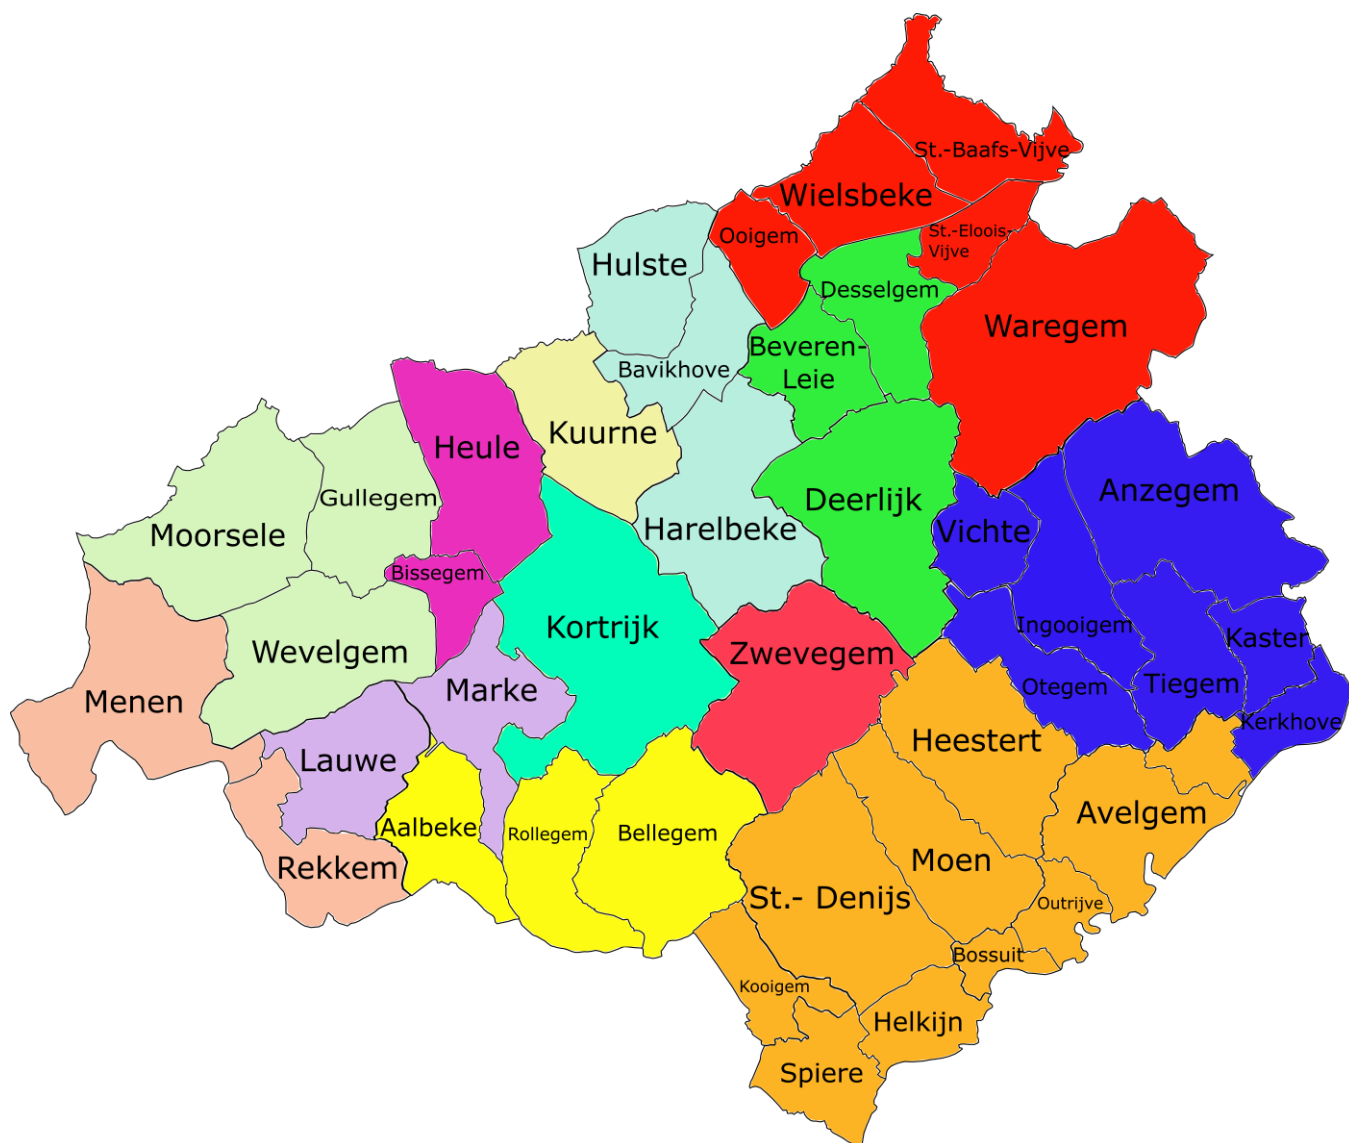 St.-Baafs-Vijve
Wielsbeke
Ooigem
St.-Eloois-
Vijve
Hulste
Desselgem
Waregem
Beveren-
Leie
Bavikhove
Kuurne
Heule
Anzegem
Gullegem
Deerlijk
Moorsele
Harelbeke
Vichte
Bissegem
Kortrijk
Ingooigem
Kaster
Wevelgem
Zwevegem
Otegem
Tiegem
Marke
Menen
Kerkhove
Heestert
Lauwe
Avelgem
Aalbeke
Rollegem
Bellegem
Moen
Rekkem
St.- Denijs
Outrijve
Bossuit
Kooigem
Helkijn
Spiere